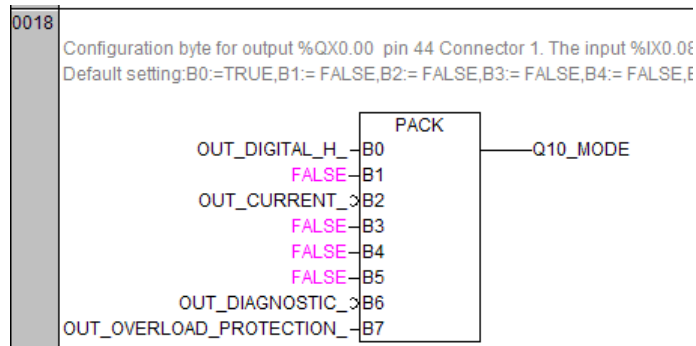 0018
Configuration byte for output %QX0.00 pin 44 Connector 1. The input %IX0.08
Default setting:B0:=TRUE,B1:= FALSE,B2:= FALSE,B3:= FALSE,B4:= FALSE,
PACK
OUT_DIGITAL_H_ B0 Q10_MODE
FALSE B1
OUT_CURRENT_ B2
FALSE B3
FALSE B4
FALSE B5
OUT_DIAGNOSTIC_ B6
OUT_OVERLOAD_PROTECTION_ B7